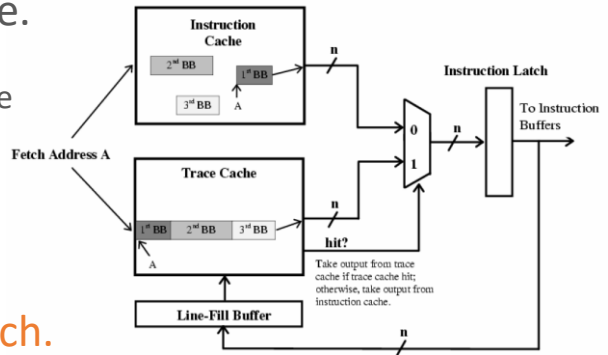 e.
e
ch.
Instruction
Cache
2nd BB
1st BB
3rd BB
A
n
Instruction Latch
To Instruction
Buffers
n
0
1
Fetch Address A
Trace Cache
1st BB 2nd BB 3rd BB
A
n
hit?
Take output from trace
cache if trace cache hit;
otherwise, take output from
instruction cache.
Line-Fill Buffer
n